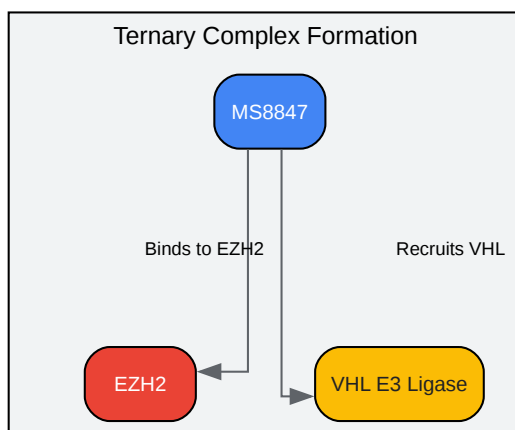 Ternary Complex Formation
MS8847
Binds to EZH2
Recruits VHL
EZH2
VHL E3 Ligase